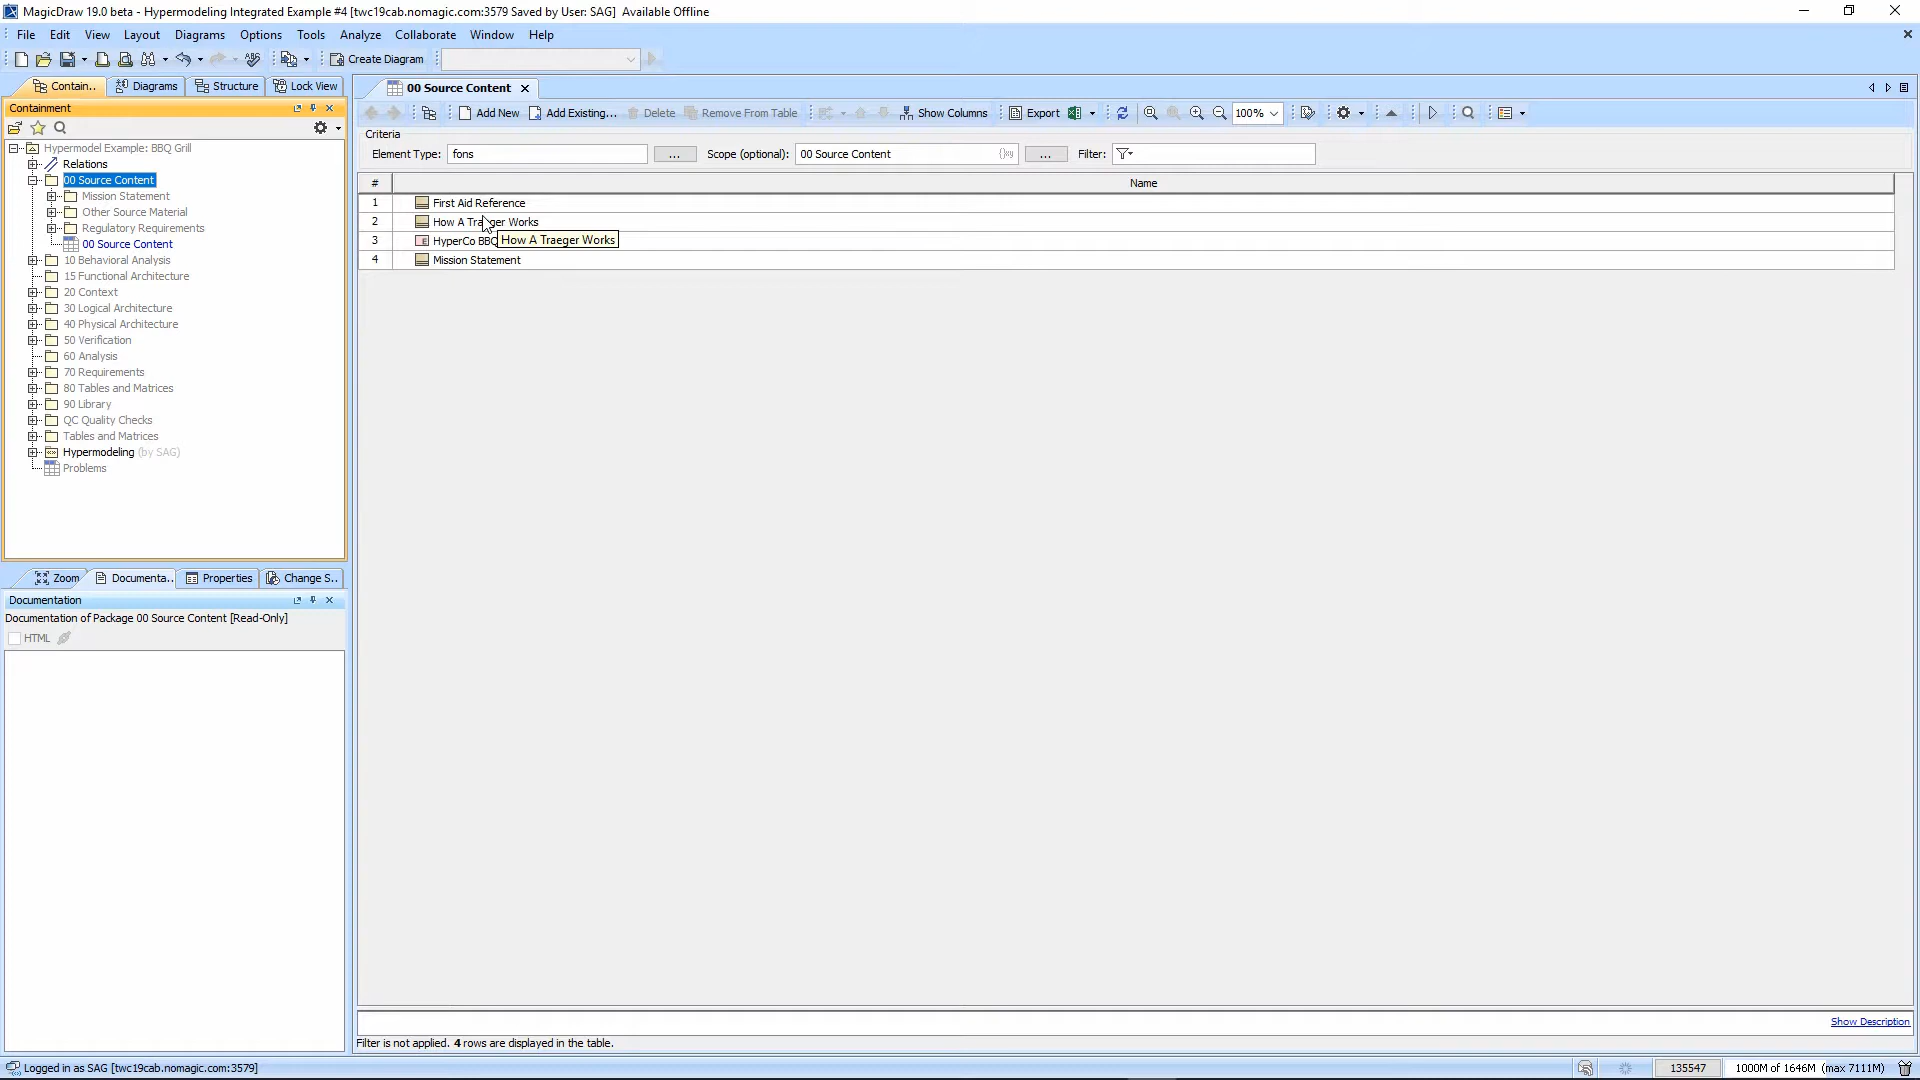 MagicDraw 19.0 beta - Hypermodeling Integrated Example #4 [twc19cab.nomagic.com:3579 Saved by User: SAG]  Available Offline
File Edit View Layout Diagrams Options Tools Analyze Collaborate Window Help
Create Diagram
Contain.. Diagrams Structure Lock View
00 Source Content
Containment
Add New Add Existing... Delete Remove From Table Show Columns Export 100%
Criteria
Element Type: fons ... Scope (optional): 00 Source Content ... Filter:
Hypermodel Example: BBQ Grill
Relations
00 Source Content
Mission Statement
Other Source Material
Regulatory Requirements
00 Source Content
10 Behavioral Analysis
15 Functional Architecture
20 Context
30 Logical Architecture
40 Physical Architecture
50 Verification
60 Analysis
70 Requirements
80 Tables and Matrices
90 Library
QC Quality Checks
Tables and Matrices
Hypermodeling (by SAG)
Problems
# Name
1 First Aid Reference
2 How A Traeger Works
3 HyperCo BBQ
How A Traeger Works
4 Mission Statement
Zoom Documenta.. Properties Change S..
Documentation
Documentation of Package 00 Source Content [Read-Only]
HTML
Show Description
Filter is not applied. 4 rows are displayed in the table.
Logged in as SAG [twc19cab.nomagic.com:3579]
135547 1000M of 1646M (max 7111M)